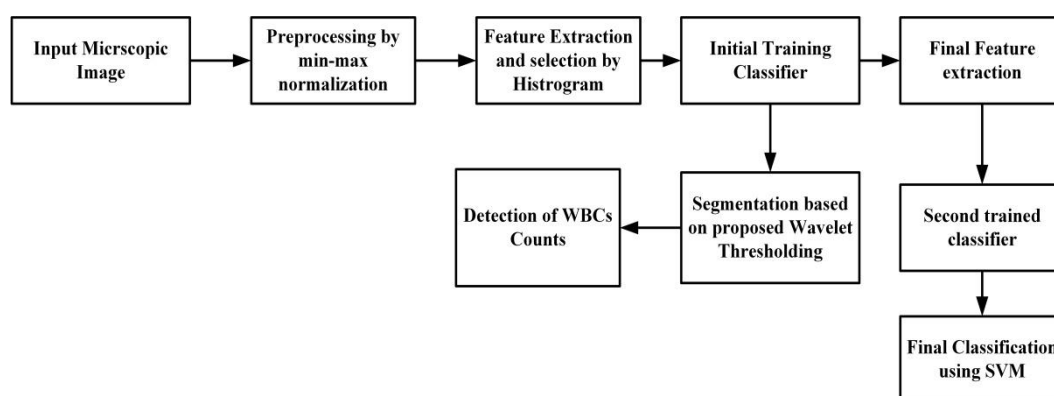 Input Micrscopic
Image
Preprocessing by
min-max
normalization
Feature Extraction
and selection by
Histrogram
Initial Training
Classifier
Final Feature
extraction
Detection of WBCs
Counts
Segmentation based
on proposed Wavelet
Thresholding
Second trained
classifier
Final Classification
using SVM